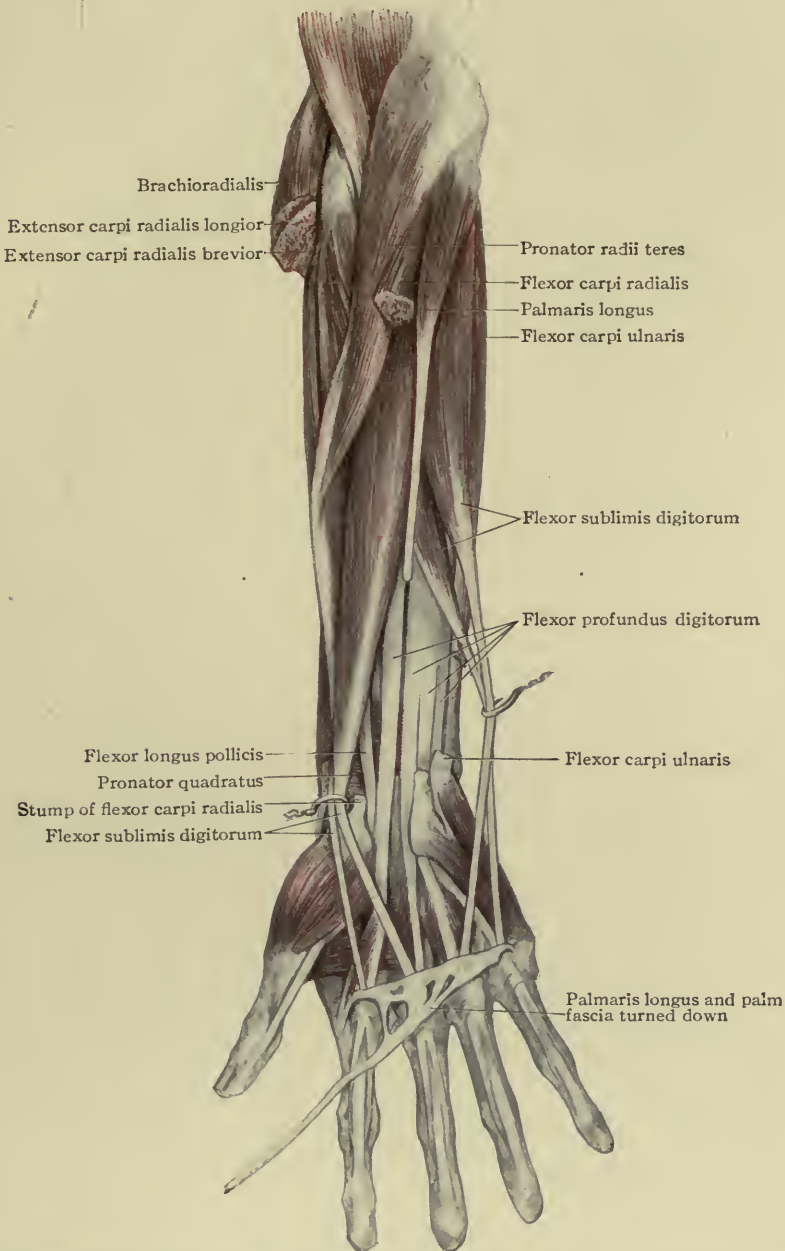 Brachioradialis
Extensor carpi radialis longior
Extensor carpi radialis brevior
Pronator radii teres
Flexor carpi radialis
Palmaris longus
Flexor carpi ulnaris
Flexor sublimis digitorum
Flexor profundus digitorum
Flexor longus pollicis
Pronator quadratus
Stump of flexor carpi radialis
Flexor sublimis digitorum
Flexor carpi ulnaris
Palmaris longus and palm
fascia turned down